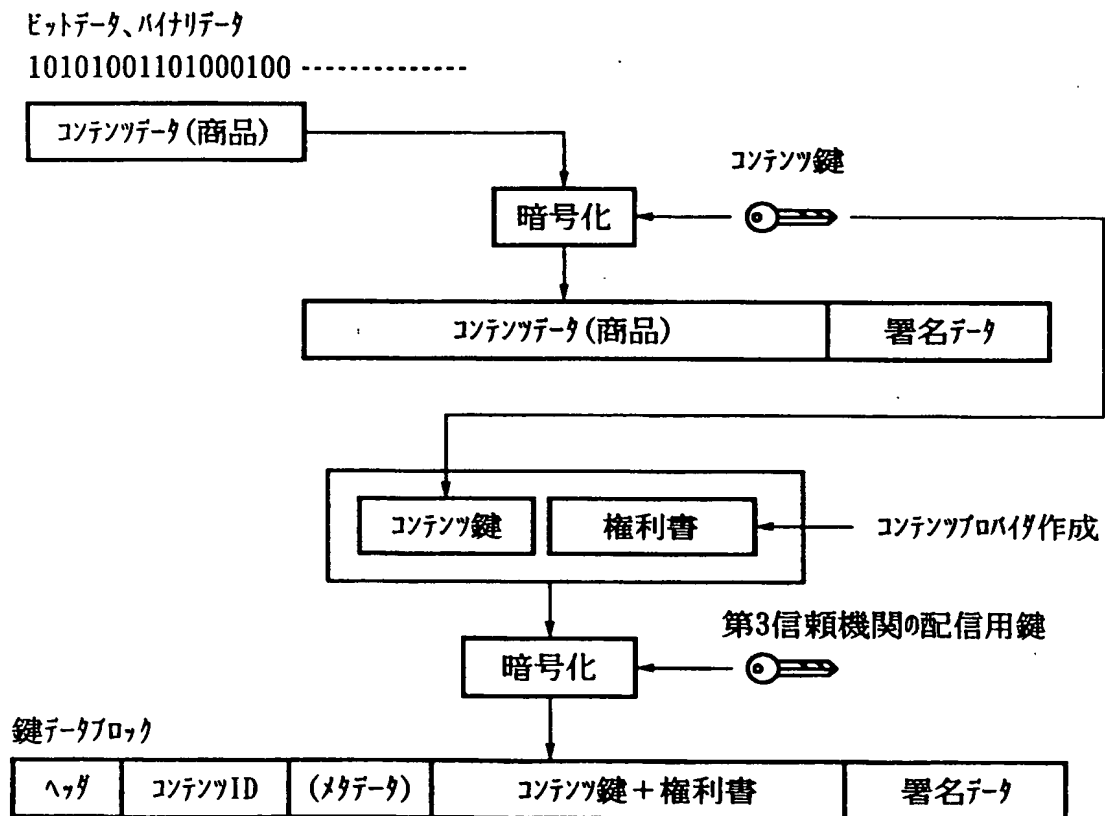 ビットデータ、バイナリデータ
10101001101000100 --------------
コンテンツデータ(商品)
コンテンツ鍵
暗号化
コンテンツデータ(商品)
署名データ
コンテンツ鍵
権利書
コンテンツプロバイダ作成
第3信頼機関の配信用鍵
暗号化
鍵データブロック
ヘッダ
コンテンツID
(メタデータ)
コンテンツ鍵+権利書
署名データ